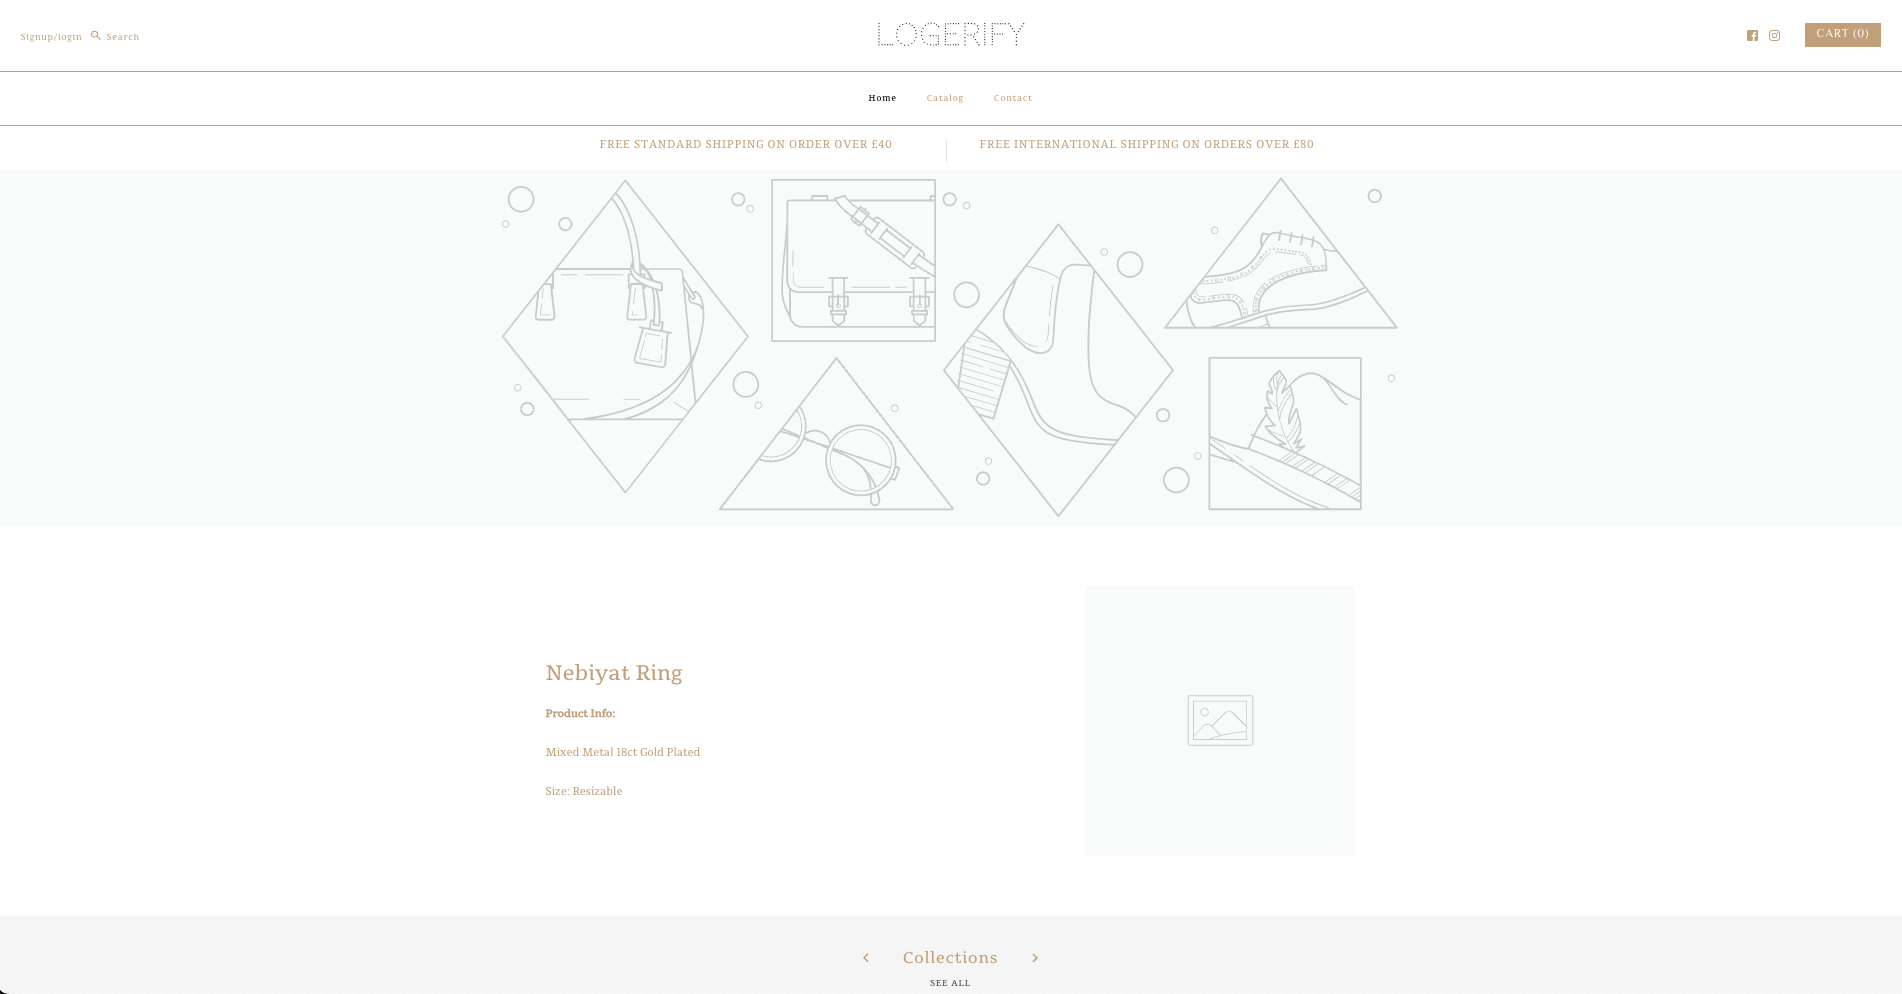 Signup/login Search
LOGERIFY
CART (0)
Home Catalog Contact
FREE STANDARD SHIPPING ON ORDER OVER £40
FREE INTERNATIONAL SHIPPING ON ORDERS OVER £80
Nebiyat Ring
Product Info:
Mixed Metal 18ct Gold Plated
Size: Resizable
Collections
SEE ALL